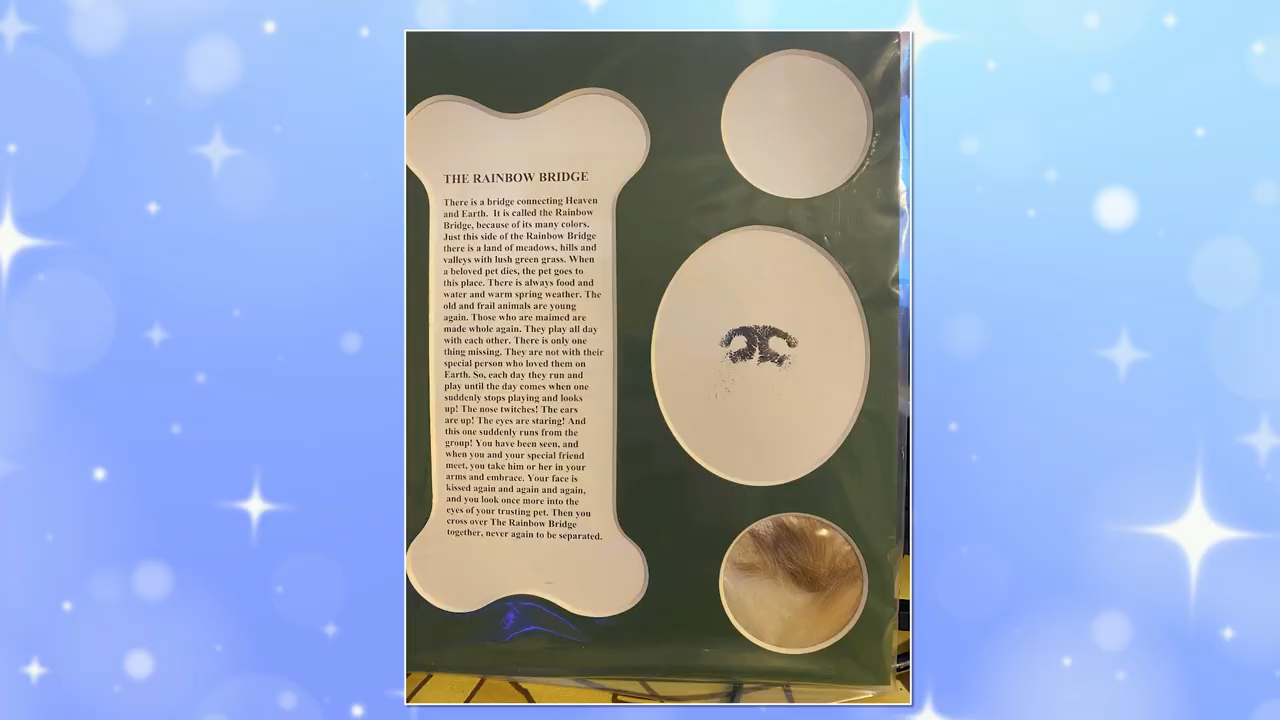 THE RAINBOW BRIDGE
There is a bridge connecting Heaven
and Earth. It is called the Rainbow
Bridge, because of its many colors.
Just this side of the Rainbow Bridge
there is a land of meadows, hills and
valleys with lush green grass. When
a beloved pet dies, the pet goes to
this place. There is always food and
water and warm spring weather. The
old and frail animals are young
again. Those who are maimed are
made whole again. They play all day
with each other. There is only one
thing missing. They are not with their
special person who loved them on
Earth. So, each day they run and
play until the day comes when one
suddenly stops playing and looks
up! The nose twitches! The ears
are up! The eyes are staring! And
this one suddenly runs from the
group! You have been seen, and
when you and your special friend
meet, you take him or her in your
arms and embrace. Your face is
kissed again and again and again,
and you look once more into the
eyes of your trusting pet. Then you
cross over The Rainbow Bridge
together, never again to be separated.